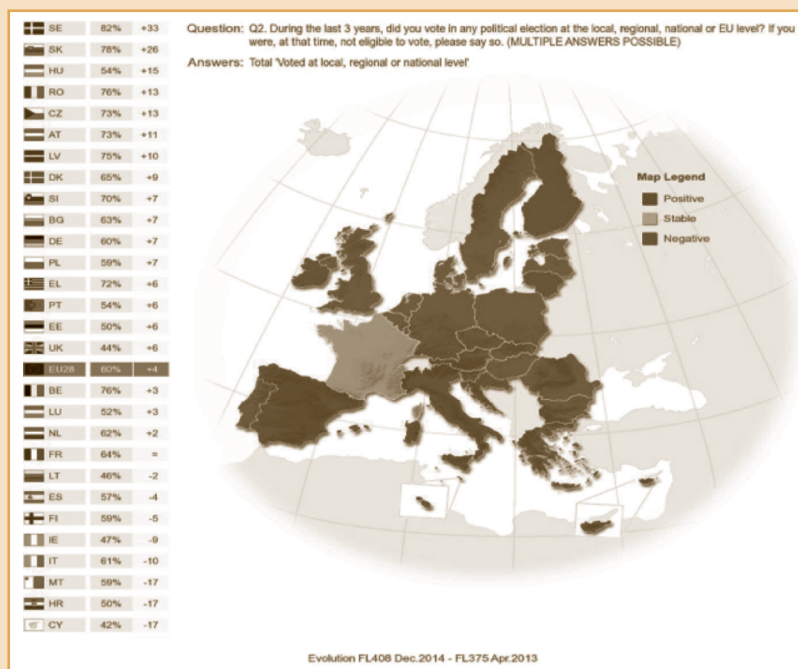 Question: Q2. During the last 3 years, did you vote in any political election at the local, regional, national or EU level? If you
were, at that time, not eligible to vote, please say so. (MULTIPLE ANSWERS POSSIBLE)
Answers: Total 'Voted at local, regional or national level'
SE 82% +33
SK 78% +26
HU 54% +15
RO 76% +13
CZ 73% +13
AT 73% +11
LV 75% +10
DK 65% +9
SI 70% +7
BG 63% +7
DE 60% +7
PL 59% +7
EL 72% +6
PT 54% +6
EE 50% +6
UK 44% +6
EU28 60% +4
BE 76% +3
LU 52% +3
NL 62% +2
FR 64% =
LT 46% -2
ES 57% -4
FI 59% -5
IE 47% -9
IT 61% -10
MT 59% -17
HR 50% -17
CY 42% -17
Map Legend
Positive
Stable
Negative
Evolution FL408 Dec.2014 - FL375 Apr.2013